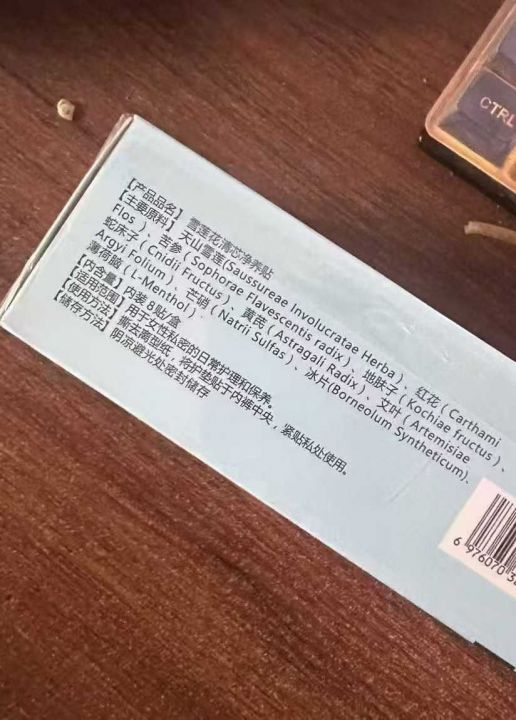 【产品品名】 雪莲花清芯净养贴
【主要原料】 天山雪莲(Saussureae Involucratae Herba)、红花(Carthami
Flos)、苦参(Sophorae Flavescentis radix)、地肤子(Kochiae fructus)、
蛇床子(Cnidii Fructus)、黄芪(Astragali Radix)、艾叶(Artemisiae
Argyi Folium)、芒硝(Natrii Sulfas)、冰片(Borneolum Syntheticum)、
薄荷脑(L-Menthol)
【内含量】 内装9贴/盒
【适用范围】 用于女性私密的日常护理和保养。
【使用方法】 撕去离型纸，将护垫贴于内裤中央，紧贴私处使用。
【储存方法】 阴凉避光处密封储存
CTRL
6 976070